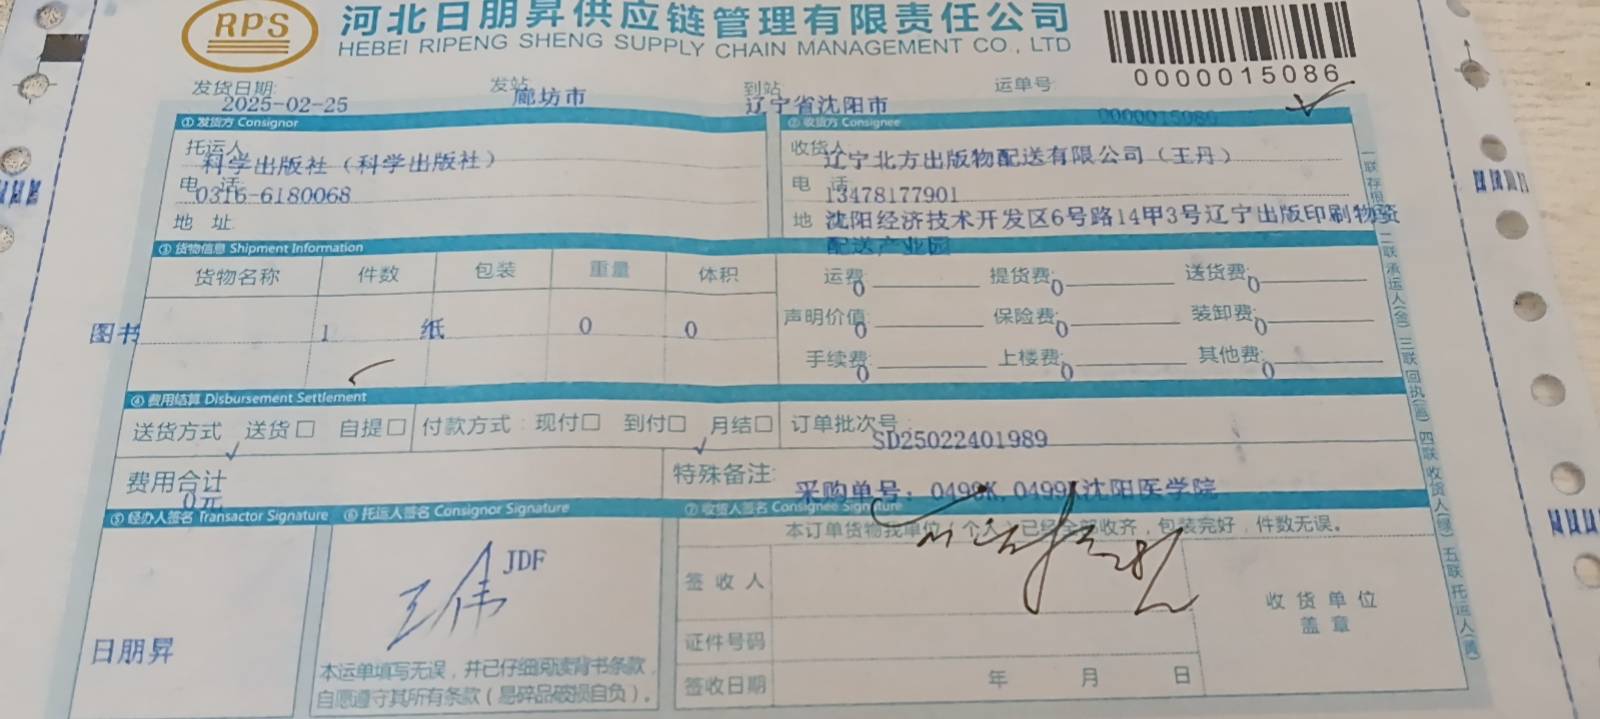 RPS
河北日朋昇供应链管理有限责任公司
HEBEI RIPENG SHENG SUPPLY CHAIN MANAGEMENT CO., LTD
0000015086
发货日期: 2025-02-25 发站 廊坊市 到站 辽宁省沈阳市 运单号: 0000015086
① 发货方 Consignor ② 收货方 Consignee
托运人 科学出版社（科学出版社） 收货人 辽宁北方出版物配送有限公司（王丹）
电 话 0316-6180068 电 话 13478177901
地 址 地 沈阳经济技术开发区6号路14甲3号辽宁出版印刷物资
配送产业园
③ 货物信息 Shipment Information
货物名称 件数 包装 重量 体积 运费: 0 提货费: 0 送货费: 0
图书 1 纸 0 0 声明价值: 0 保险费: 0 装卸费: 0
手续费: 0 上楼费: 0 其他费: 0
④ 费用结算 Disbursement Settlement
送货方式 送货□ 自提□ 付款方式: 现付□ 到付□ 月结□ 订单批次号 SD25022401989
费用合计 0元 特殊备注: 采购单号: 0499K,0499K沈阳医学院
⑤ 经办人签名 Transactor Signature ⑥ 托运人签名 Consignor Signature ⑦ 收货人签名 Consignee Signature
本订单货物我单位（个人）已经全部收齐，包装完好，件数无误。
JDF
王伟
签 收 人
收 货 单 位
盖 章
日朋昇
证件号码
本运单填写无误，并已仔细阅读背书条款，
自愿遵守其所有条款（易碎品破损自负）。
签收日期 年 月 日
一联 存根 二联 承运人(金) 三联 回执(蓝) 四联 收货人(绿) 五联 托运人(黄)